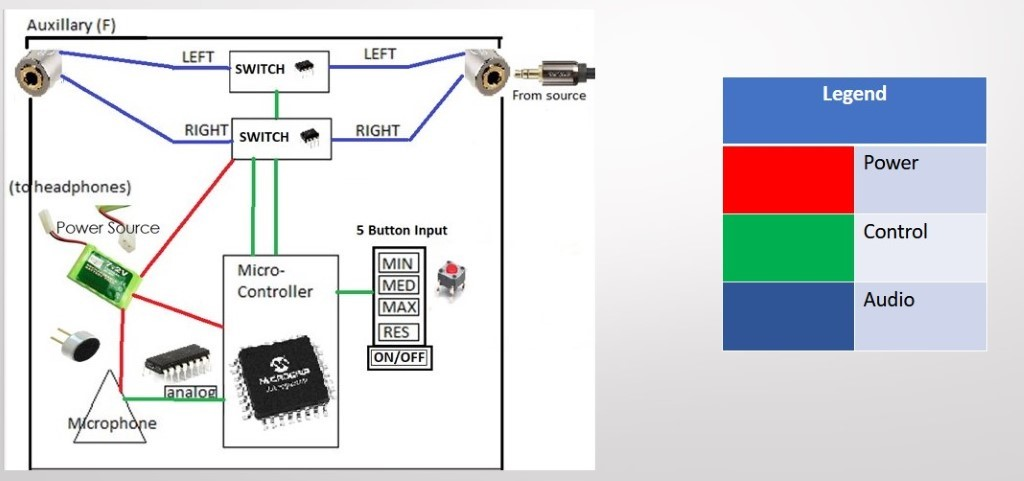 Auxillary (F)
LEFT
SWITCH
LEFT
From source
RIGHT
SWITCH
RIGHT
(to headphones)
Power Source
7.2V
5 Button Input
Micro-
Controller
MIN
MED
MAX
RES
ON/OFF
MICROCHIP
analog
Microphone
Legend
Power
Control
Audio